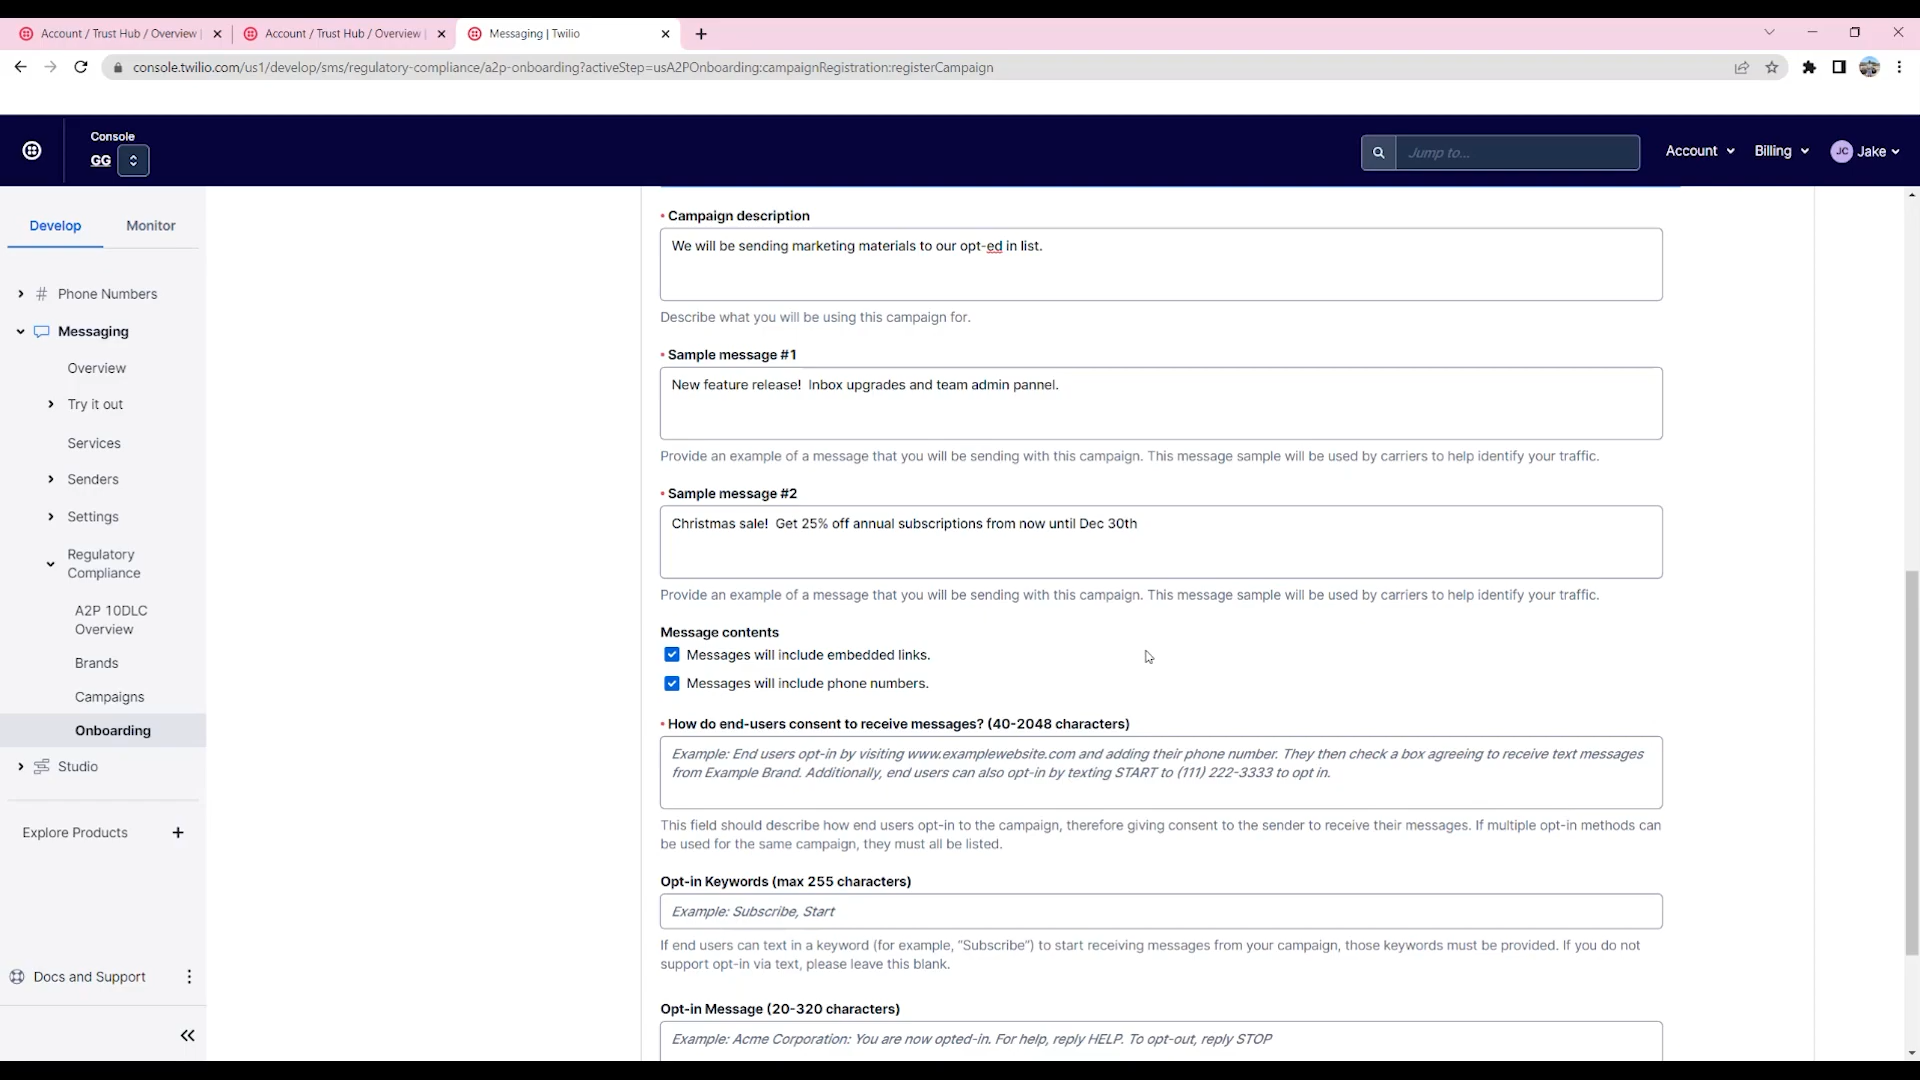 Account / Trust Hub / Overview |
Account / Trust Hub / Overview |
Messaging | Twilio
console.twilio.com/us1/develop/sms/regulatory-compliance/a2p-onboarding?activeStep=usA2POnboarding:campaignRegistration:registerCampaign
Console
GG
Jump to...
Account
Billing
JC Jake
Develop
Monitor
# Phone Numbers
Messaging
Overview
Try it out
Services
Senders
Settings
Regulatory
Compliance
A2P 10DLC
Overview
Brands
Campaigns
Onboarding
Studio
Explore Products
Docs and Support
Campaign description
We will be sending marketing materials to our opt-ed in list.
Describe what you will be using this campaign for.
Sample message #1
New feature release!  Inbox upgrades and team admin pannel.
Provide an example of a message that you will be sending with this campaign. This message sample will be used by carriers to help identify your traffic.
Sample message #2
Christmas sale!  Get 25% off annual subscriptions from now until Dec 30th
Provide an example of a message that you will be sending with this campaign. This message sample will be used by carriers to help identify your traffic.
Message contents
Messages will include embedded links.
Messages will include phone numbers.
How do end-users consent to receive messages? (40-2048 characters)
Example: End users opt-in by visiting www.examplewebsite.com and adding their phone number. They then check a box agreeing to receive text messages
from Example Brand. Additionally, end users can also opt-in by texting START to (111) 222-3333 to opt in.
This field should describe how end users opt-in to the campaign, therefore giving consent to the sender to receive their messages. If multiple opt-in methods can
be used for the same campaign, they must all be listed.
Opt-in Keywords (max 255 characters)
Example: Subscribe, Start
If end users can text in a keyword (for example, “Subscribe”) to start receiving messages from your campaign, those keywords must be provided. If you do not
support opt-in via text, please leave this blank.
Opt-in Message (20-320 characters)
Example: Acme Corporation: You are now opted-in. For help, reply HELP. To opt-out, reply STOP